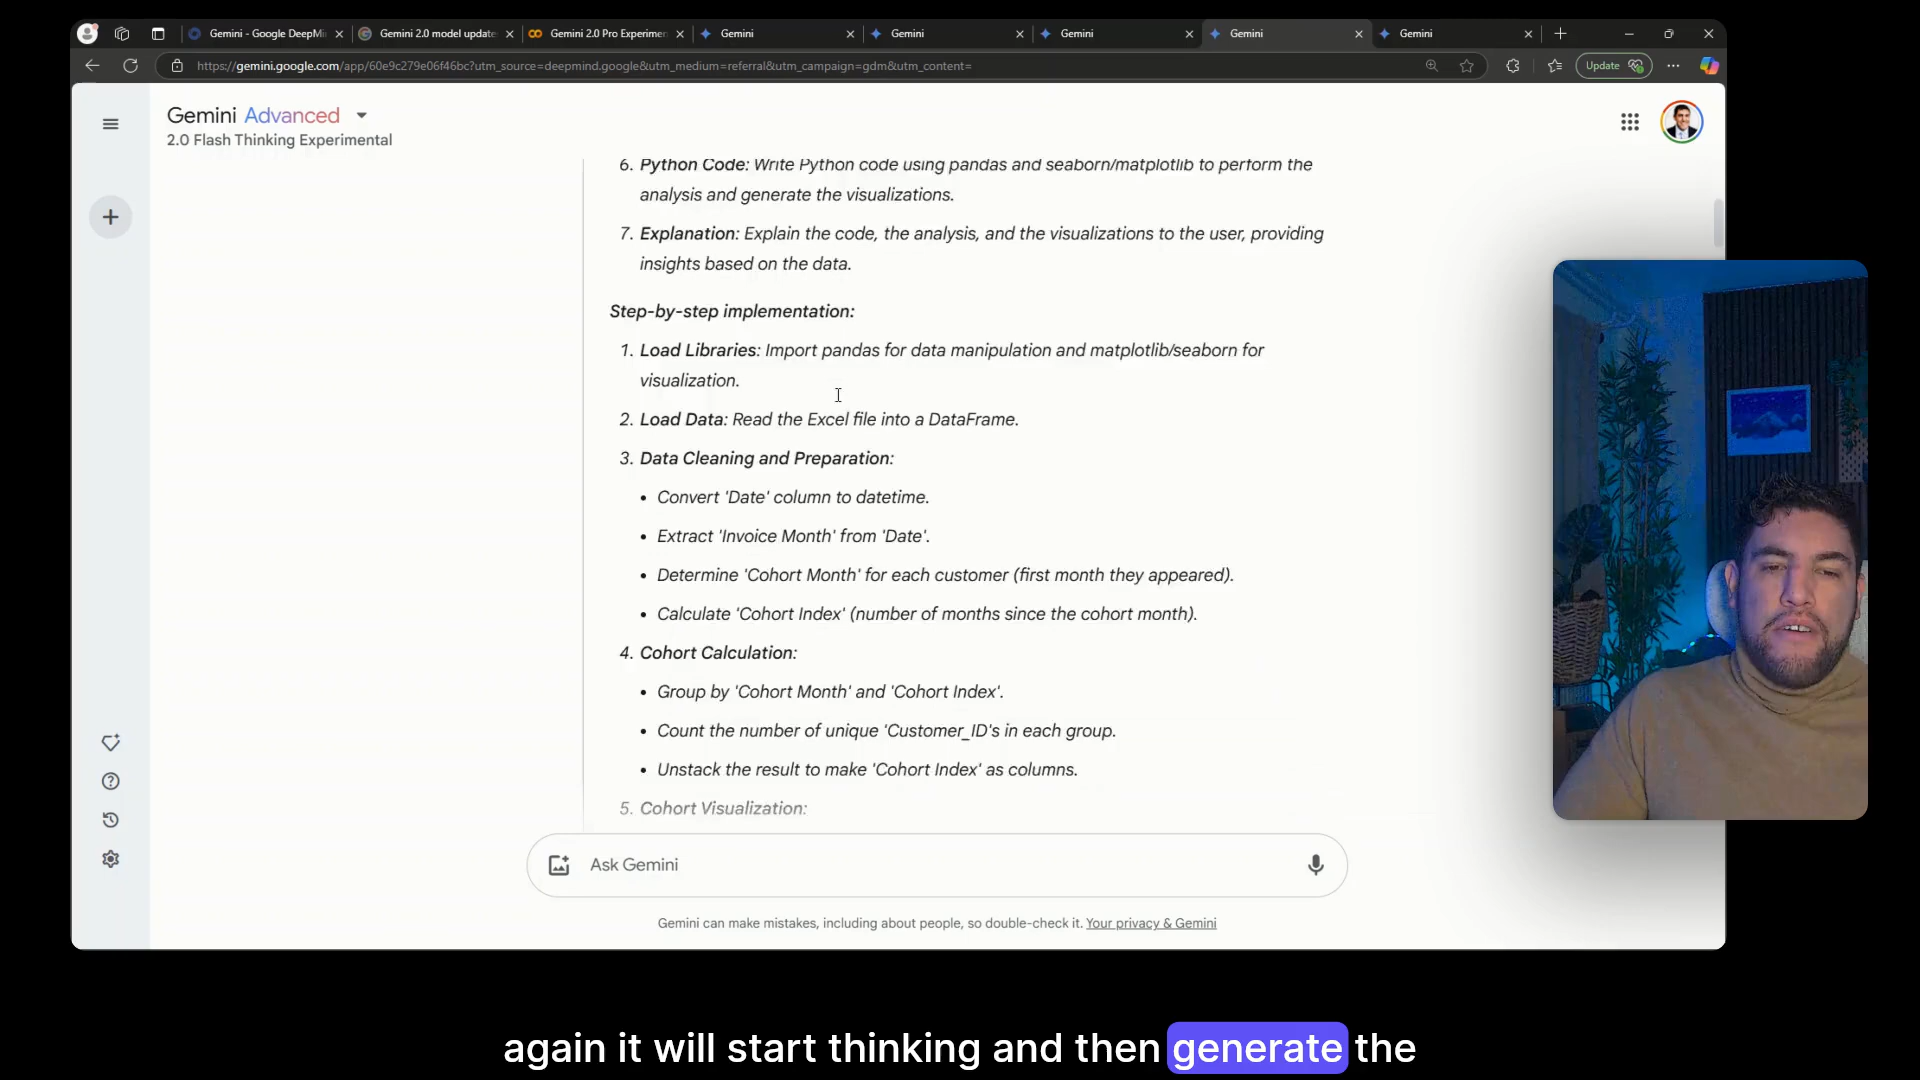 Gemini - Google DeepMi
Gemini 2.0 model update
Gemini 2.0 Pro Experimen
Gemini
Gemini
Gemini
Gemini
Gemini
https://gemini.google.com/app/60e9c279e06f46bc?utm_source=deepmind.google&utm_medium=referral&utm_campaign=gdm&utm_content=
Update
Gemini Advanced
2.0 Flash Thinking Experimental
6. Python Code: Write Python code using pandas and seaborn/matplotlib to perform the
analysis and generate the visualizations.
7. Explanation: Explain the code, the analysis, and the visualizations to the user, providing
insights based on the data.
Step-by-step implementation:
1. Load Libraries: Import pandas for data manipulation and matplotlib/seaborn for
visualization.
2. Load Data: Read the Excel file into a DataFrame.
3. Data Cleaning and Preparation:
• Convert 'Date' column to datetime.
• Extract 'Invoice Month' from 'Date'.
• Determine 'Cohort Month' for each customer (first month they appeared).
• Calculate 'Cohort Index' (number of months since the cohort month).
4. Cohort Calculation:
• Group by 'Cohort Month' and 'Cohort Index'.
• Count the number of unique 'Customer_ID's in each group.
• Unstack the result to make 'Cohort Index' as columns.
5. Cohort Visualization:
Ask Gemini
Gemini can make mistakes, including about people, so double-check it. Your privacy & Gemini
again it will start thinking and then generate the